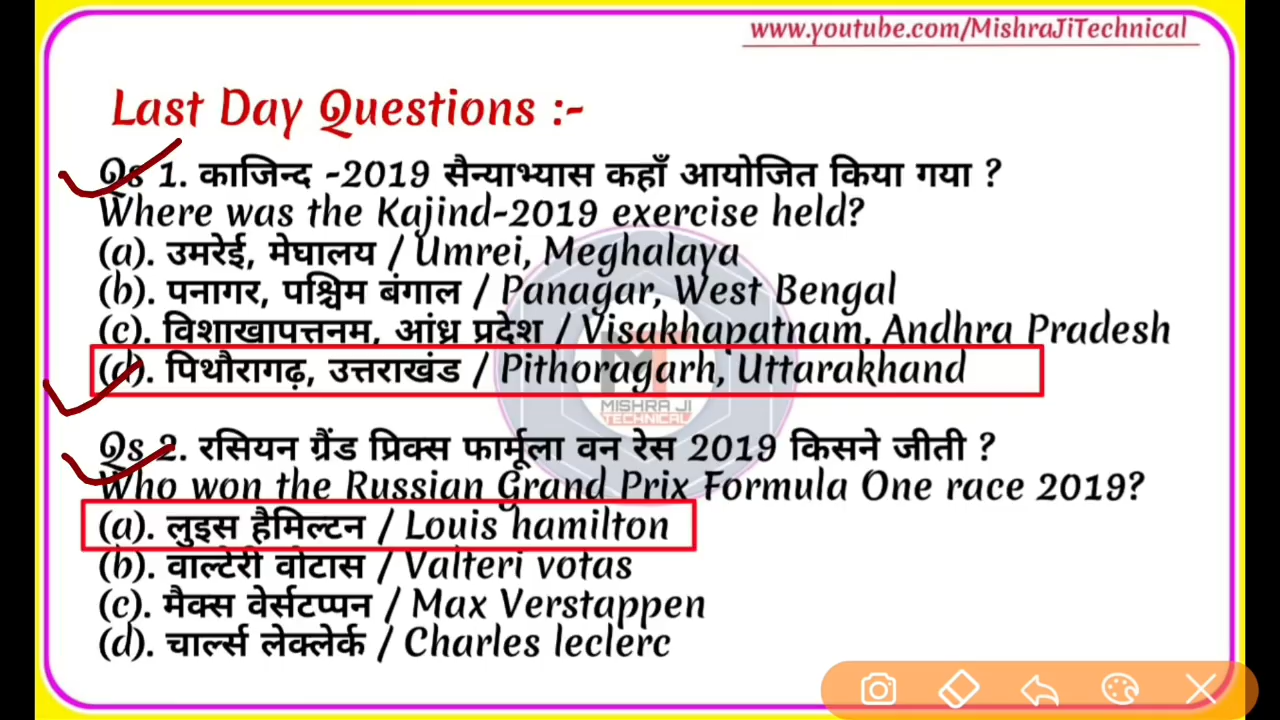 www.youtube.com/MishraJiTechnical
Last Day Questions :-
Qs 1. काजिन्द -2019 सैन्याभ्यास कहाँ आयोजित किया गया ?
Where was the Kajind-2019 exercise held?
(a). उमरेई, मेघालय / Umrei, Meghalaya
(b). पनागर, पश्चिम बंगाल / Panagar, West Bengal
(c). विशाखापत्तनम, आंध्र प्रदेश / Visakhapatnam, Andhra Pradesh
(d). पिथौरागढ़, उत्तराखंड / Pithoragarh, Uttarakhand
MISHRA JI
TECHNICAL
Qs 2. रसियन ग्रैंड प्रिक्स फार्मूला वन रेस 2019 किसने जीती ?
Who won the Russian Grand Prix Formula One race 2019?
(a). लुइस हैमिल्टन / Louis hamilton
(b). वाल्टेरी वोटास / Valteri votas
(c). मैक्स वेर्सटप्पन / Max Verstappen
(d). चार्ल्स लेक्लेर्क / Charles leclerc